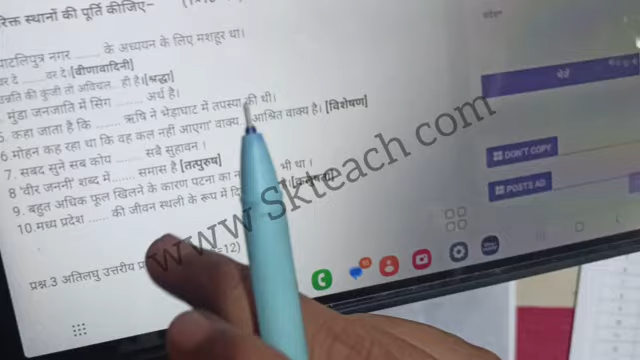 रिक्त स्थानों की पूर्ति कीजिए-
पाटलिपुत्र नगर ...... के अध्ययन के लिए मशहूर था।
वर दे ...... वर दे। [वीणावादिनी]
उन्नति की कुंजी तो अविचल... ही है। [श्रद्धा]
मुंडा जनजाति में सिंग ...... अर्थ है।
5. कहा जाता है कि ...... ऋषि ने भेड़ाघाट में तपस्या की थी।
6. मोहन कह रहा था कि वह कल नहीं आएगा' वाक्य... आश्रित वाक्य है। [विशेषण]
7. सबद सुने सब कोय ...... सबै सुहावन।
8 'वीर जननी' शब्द में...... समास है [तत्पुरुष]
9. बहुत अधिक फूल खिलने के कारण पटना का भी था।
10. मध्य प्रदेश ...... की जीवन स्थली के रूप में
प्रश्न.3 अतिलघु उत्तरीय =12)
DON'T COPY
POSTS AD
www.Skteach.com